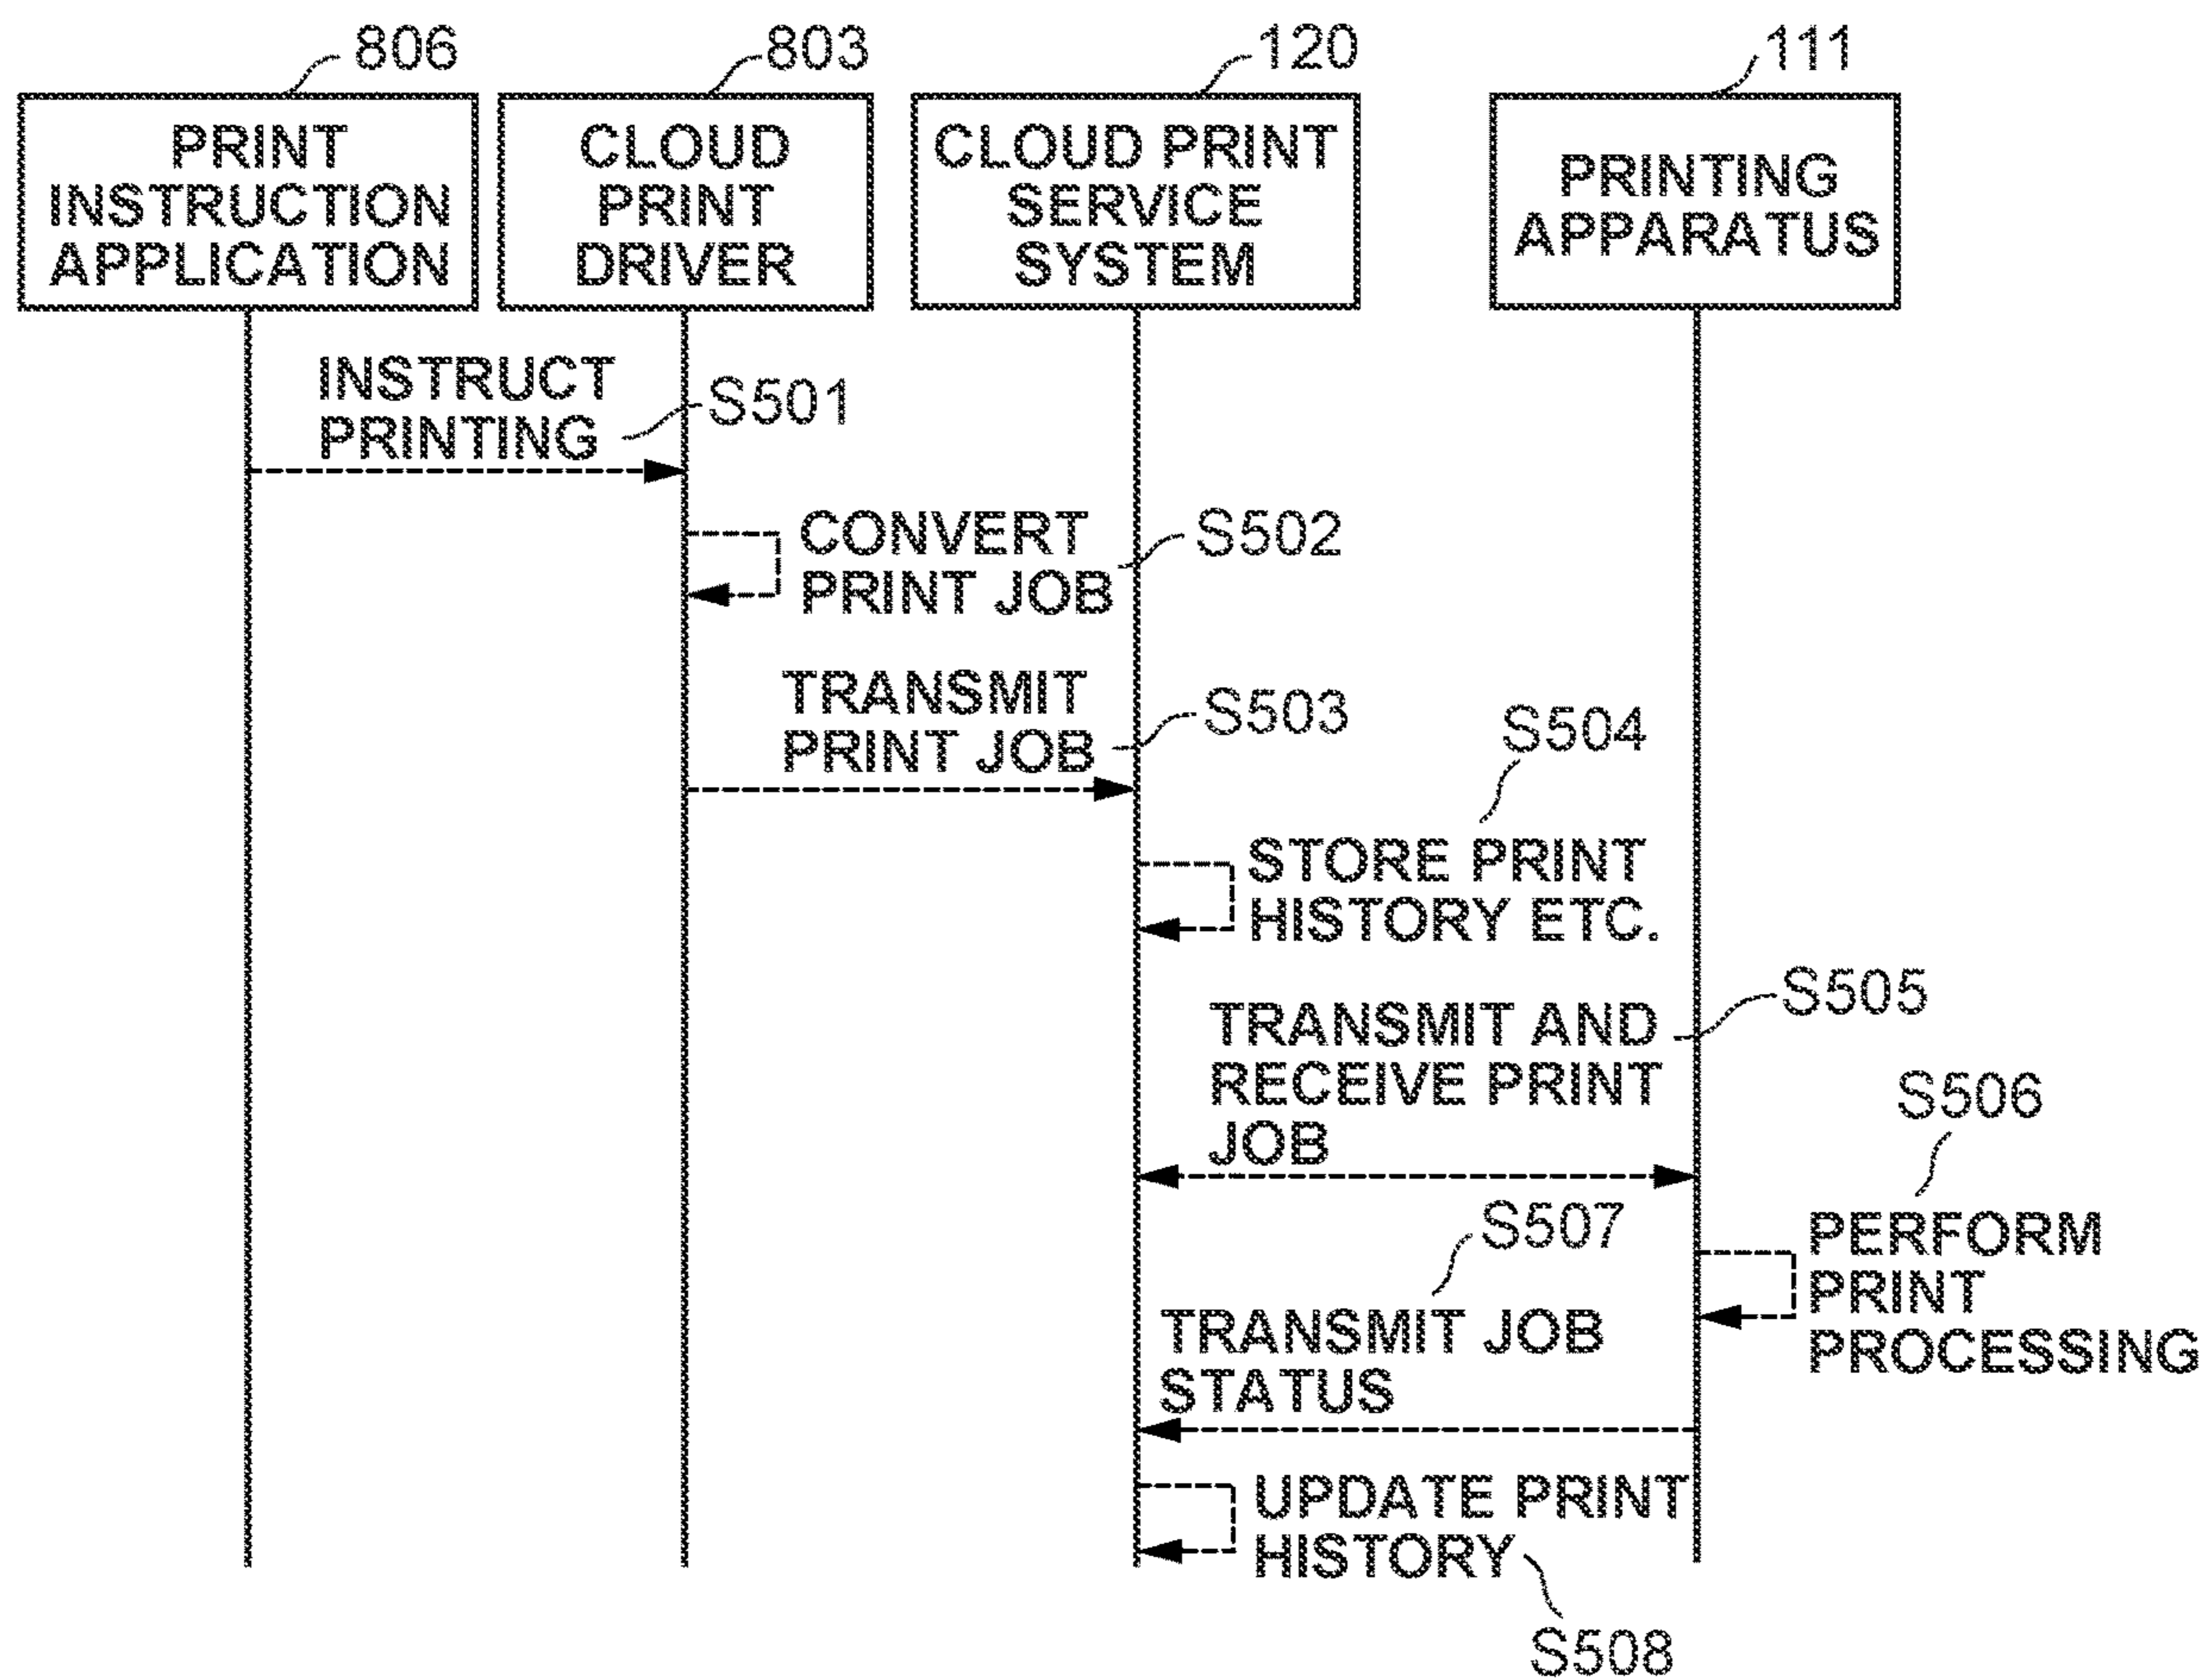 806
803
120
111
PRINT
INSTRUCTION
APPLICATION
CLOUD
PRINT
DRIVER
CLOUD PRINT
SERVICE
SYSTEM
PRINTING
APPARATUS
INSTRUCT
PRINTING
S501
CONVERT
PRINT JOB
S502
TRANSMIT
PRINT JOB
S503
S504
STORE PRINT
HISTORY ETC.
S505
TRANSMIT AND
RECEIVE PRINT
JOB
S506
PERFORM
PRINT
PROCESSING
S507
TRANSMIT JOB
STATUS
UPDATE PRINT
HISTORY
S508